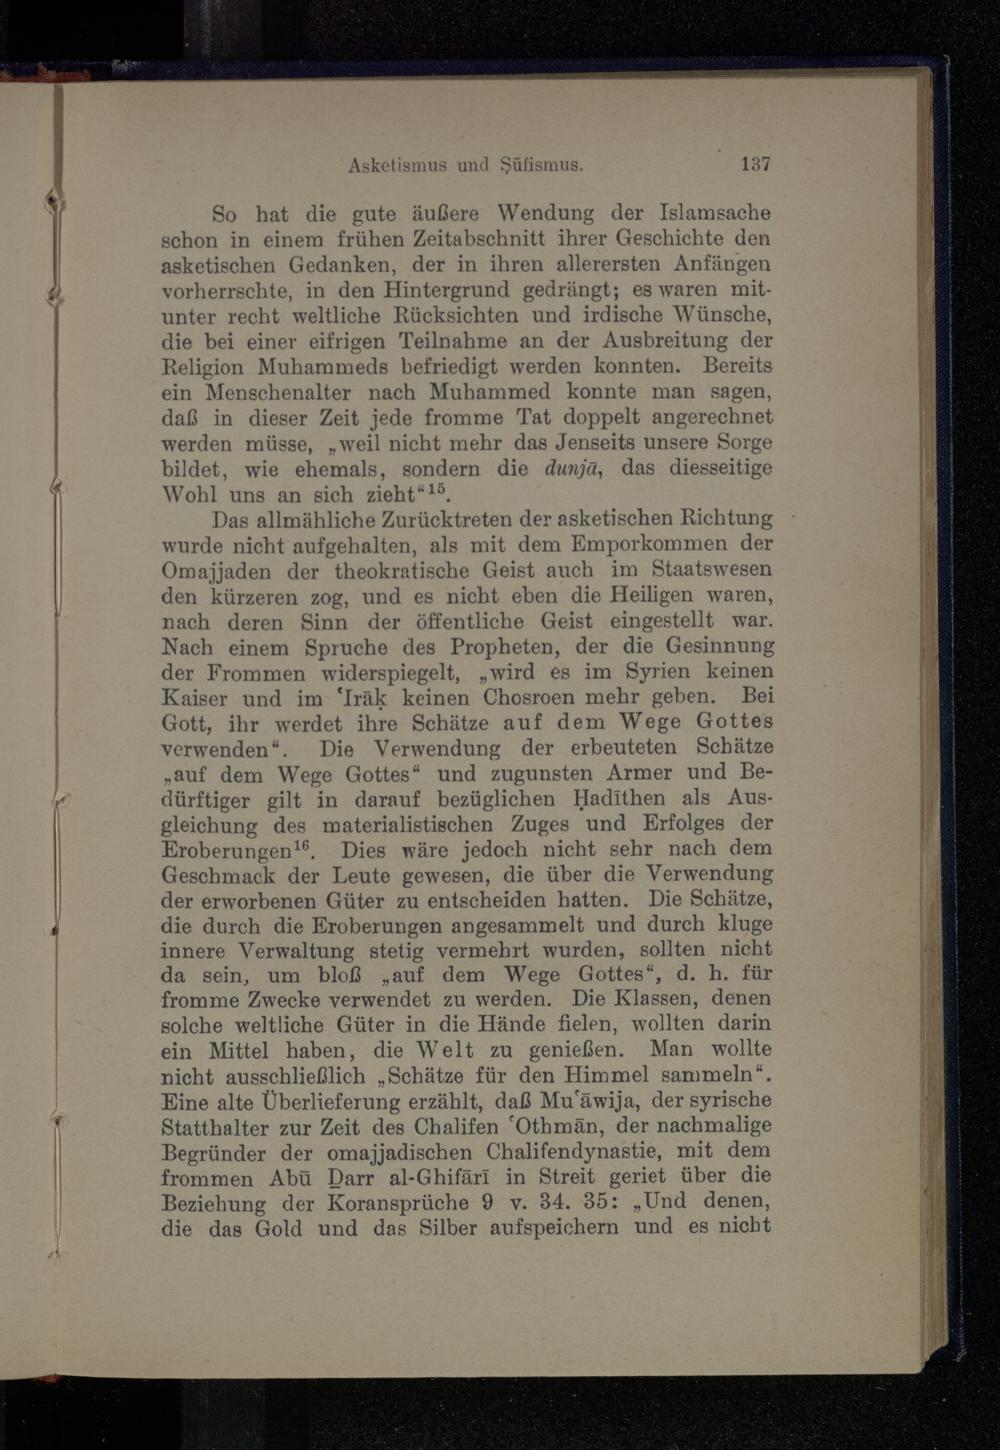 Asketismus und Ṣūfismus. 137
So hat die gute äußere Wendung der Islamsache
schon in einem frühen Zeitabschnitt ihrer Geschichte den
asketischen Gedanken, der in ihren allerersten Anfängen
vorherrschte, in den Hintergrund gedrängt; es waren mit-
unter recht weltliche Rücksichten und irdische Wünsche,
die bei einer eifrigen Teilnahme an der Ausbreitung der
Religion Muhammeds befriedigt werden konnten. Bereits
ein Menschenalter nach Muhammed konnte man sagen,
daß in dieser Zeit jede fromme Tat doppelt angerechnet
werden müsse, „weil nicht mehr das Jenseits unsere Sorge
bildet, wie ehemals, sondern die dunjā, das diesseitige
Wohl uns an sich zieht“¹⁵.
Das allmähliche Zurücktreten der asketischen Richtung
wurde nicht aufgehalten, als mit dem Emporkommen der
Omajjaden der theokratische Geist auch im Staatswesen
den kürzeren zog, und es nicht eben die Heiligen waren,
nach deren Sinn der öffentliche Geist eingestellt war.
Nach einem Spruche des Propheten, der die Gesinnung
der Frommen widerspiegelt, „wird es im Syrien keinen
Kaiser und im ʿIrāḳ keinen Chosroen mehr geben. Bei
Gott, ihr werdet ihre Schätze auf dem Wege Gottes
verwenden“. Die Verwendung der erbeuteten Schätze
„auf dem Wege Gottes“ und zugunsten Armer und Be-
dürftiger gilt in darauf bezüglichen Ḥadīthen als Aus-
gleichung des materialistischen Zuges und Erfolges der
Eroberungen¹⁶. Dies wäre jedoch nicht sehr nach dem
Geschmack der Leute gewesen, die über die Verwendung
der erworbenen Güter zu entscheiden hatten. Die Schätze,
die durch die Eroberungen angesammelt und durch kluge
innere Verwaltung stetig vermehrt wurden, sollten nicht
da sein, um bloß „auf dem Wege Gottes“, d. h. für
fromme Zwecke verwendet zu werden. Die Klassen, denen
solche weltliche Güter in die Hände fielen, wollten darin
ein Mittel haben, die Welt zu genießen. Man wollte
nicht ausschließlich „Schätze für den Himmel sammeln“.
Eine alte Überlieferung erzählt, daß Muʿāwija, der syrische
Statthalter zur Zeit des Chalifen ʿOthmān, der nachmalige
Begründer der omajjadischen Chalifendynastie, mit dem
frommen Abū Ḏarr al-Ghifārī in Streit geriet über die
Beziehung der Koransprüche 9 v. 34. 35: „Und denen,
die das Gold und das Silber aufspeichern und es nicht